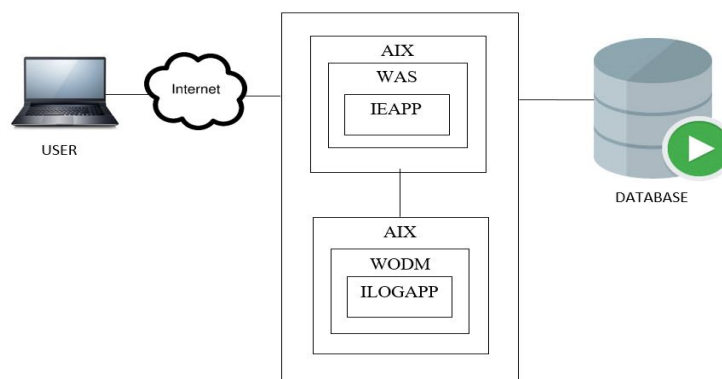 USER
Internet
AIX
WAS
IEAPP
AIX
WODM
ILOGAPP
DATABASE